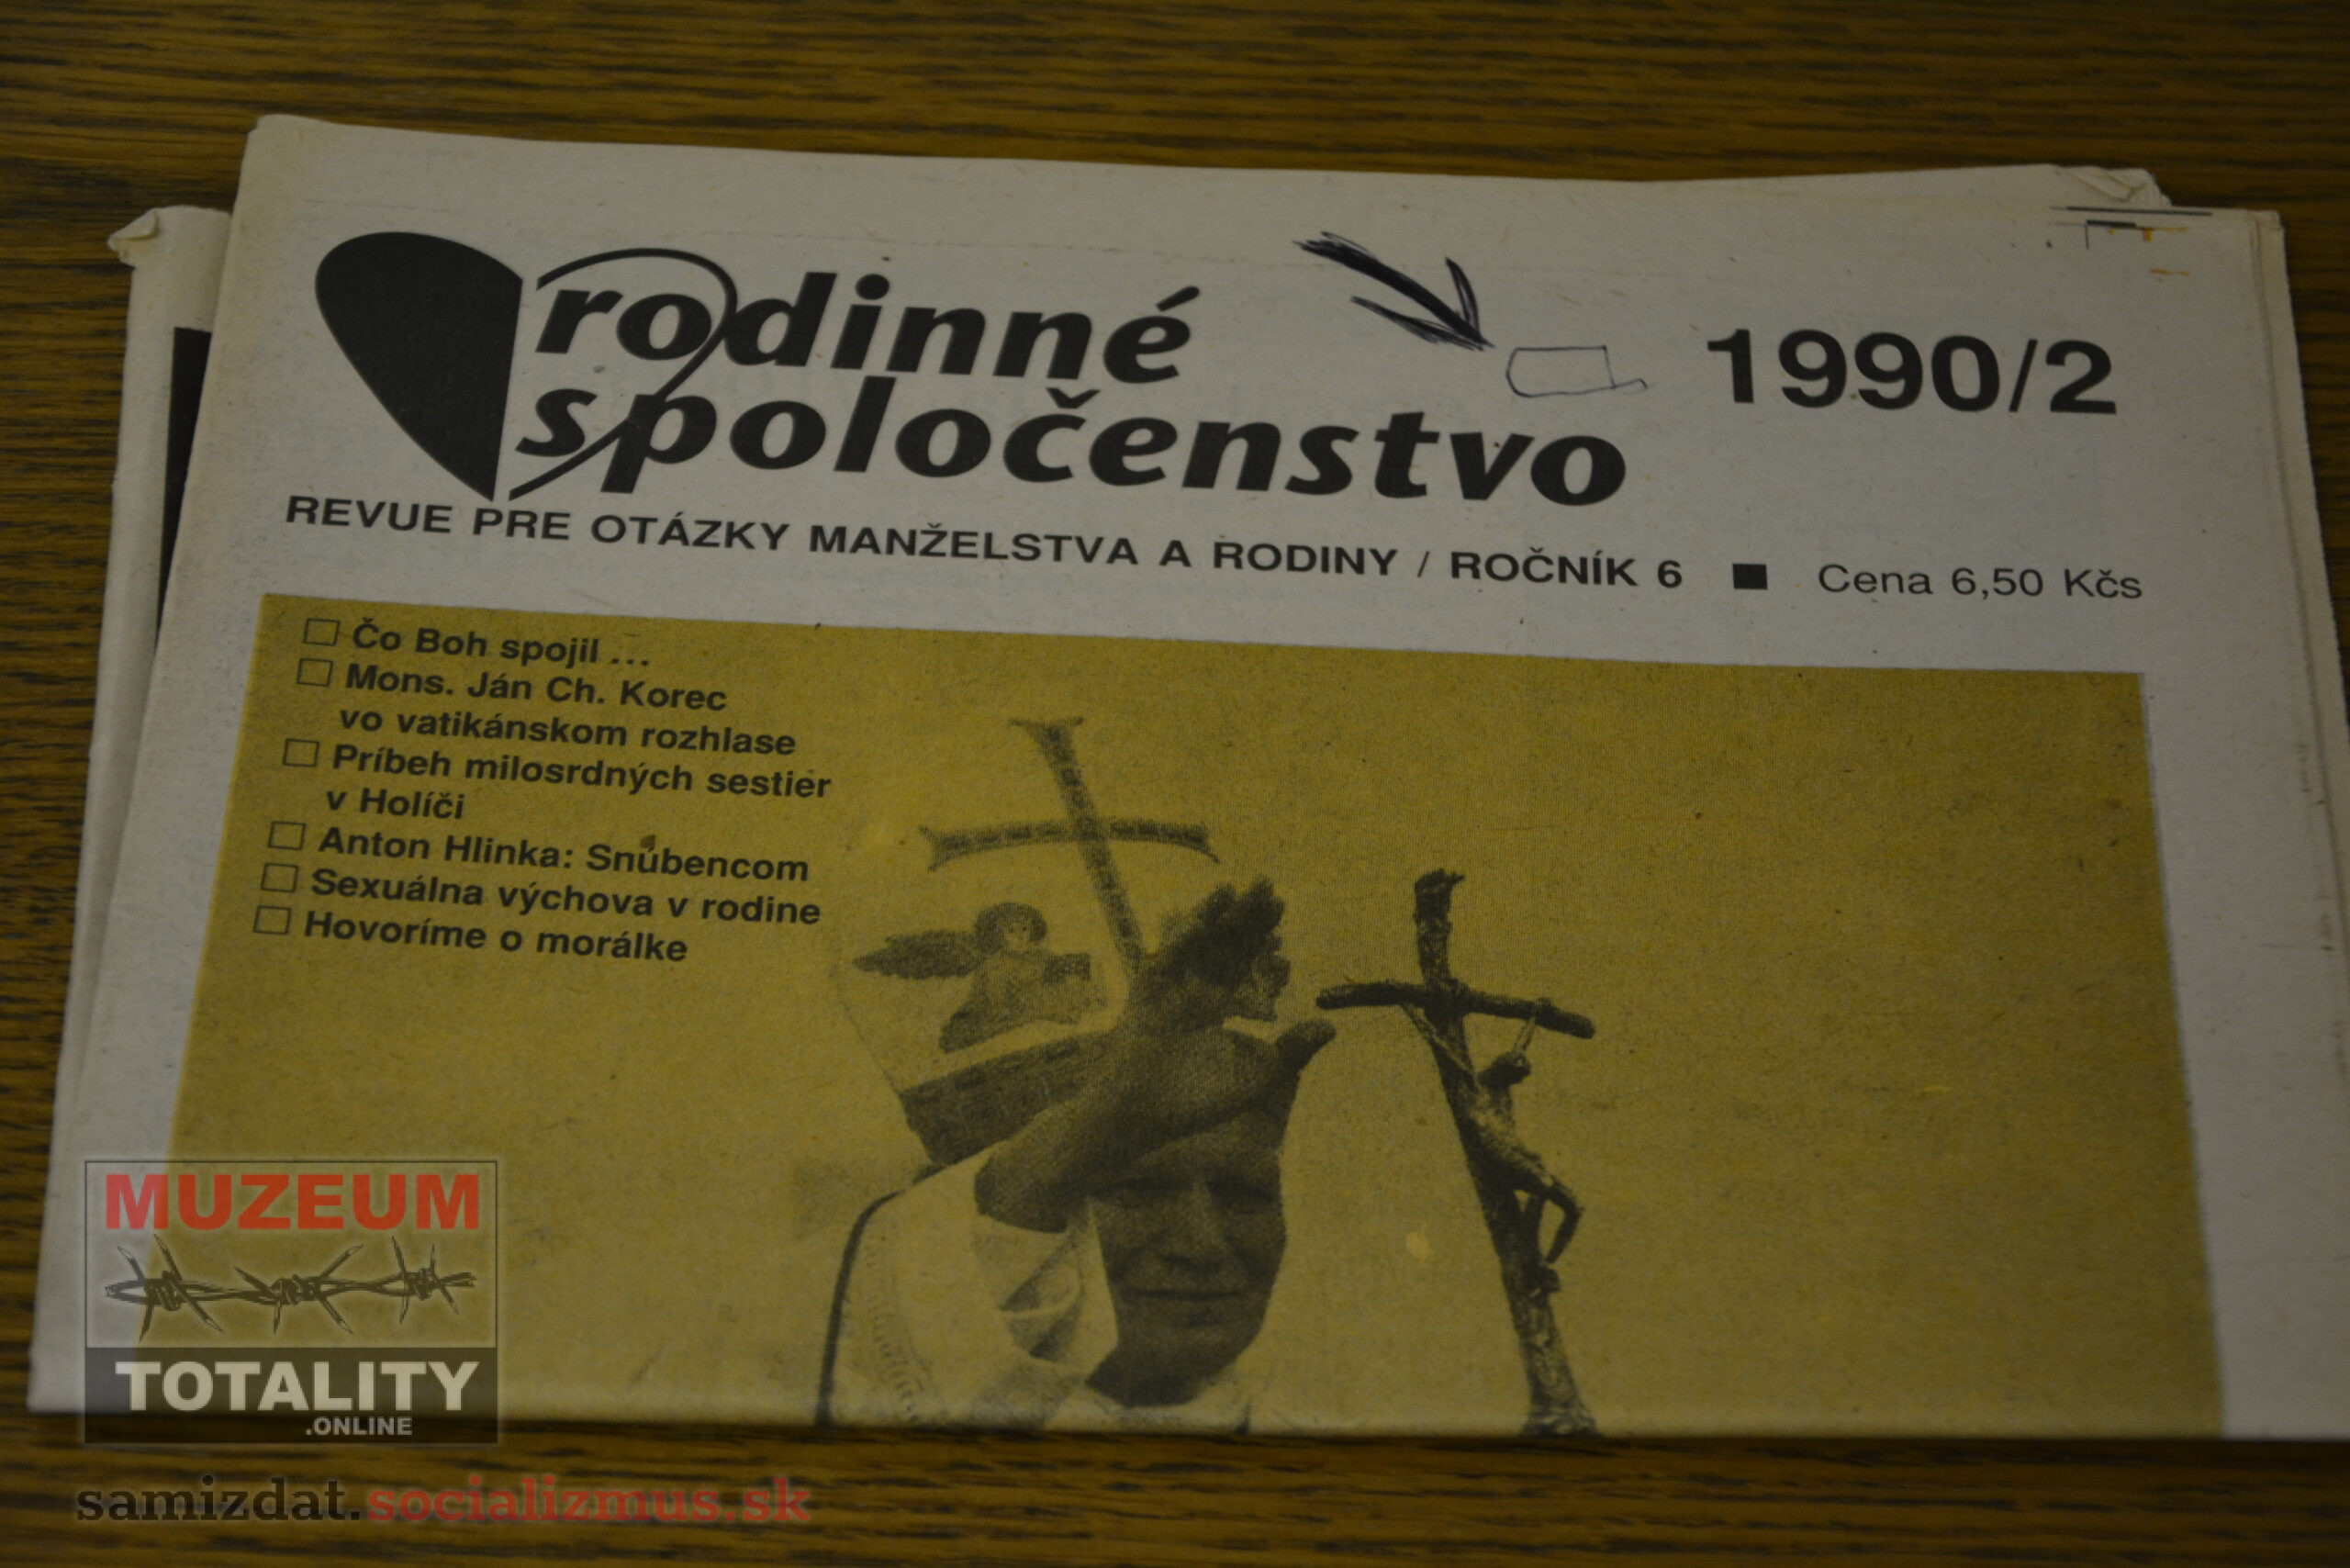 rodinné
spoločenstvo
1990/2
REVUE PRE OTÁZKY MANŽELSTVA A RODINY / ROČNÍK 6 ■ Cena 6,50 Kčs
□ Čo Boh spojil ...
□ Mons. Ján Ch. Korec
vo vatikánskom rozhlase
□ Príbeh milosrdných sestier
v Holíči
□ Anton Hlinka: Snúbencom
□ Sexuálna výchova v rodine
□ Hovoríme o morálke
MUZEUM
TOTALITY
.ONLINE
samizdat.socializmus.sk